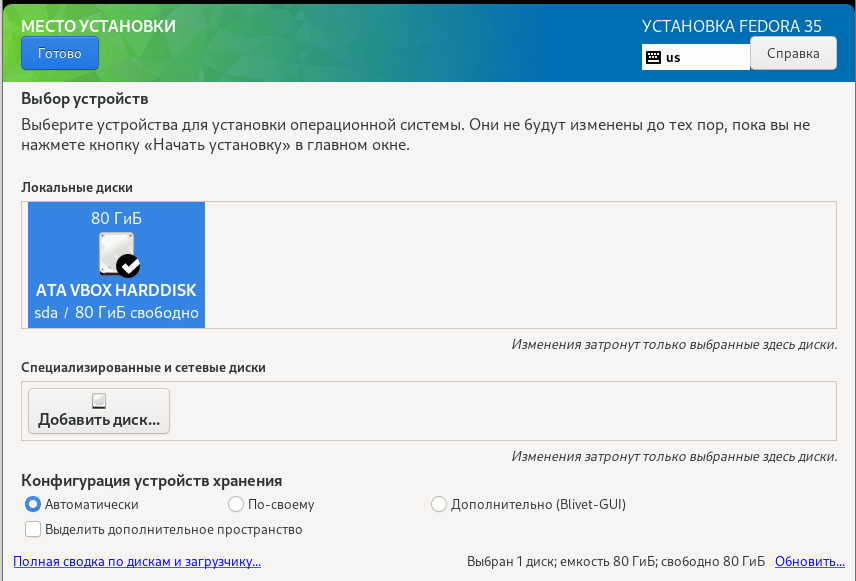 МЕСТО УСТАНОВКИ
УСТАНОВКА FEDORA 35
Готово
us
Справка
Выбор устройств
Выберите устройства для установки операционной системы. Они не будут изменены до тех пор, пока вы не
нажмете кнопку «Начать установку» в главном окне.
Локальные диски
80 ГиБ
ATA VBOX HARDDISK
sda / 80 ГиБ свободно
Изменения затронут только выбранные здесь диски.
Специализированные и сетевые диски
Добавить диск...
Изменения затронут только выбранные здесь диски.
Конфигурация устройств хранения
Автоматически
По-своему
Дополнительно (Blivet-GUI)
Выделить дополнительное пространство
Полная сводка по дискам и загрузчику...
Выбран 1 диск; емкость 80 ГиБ; свободно 80 ГиБ
Обновить...